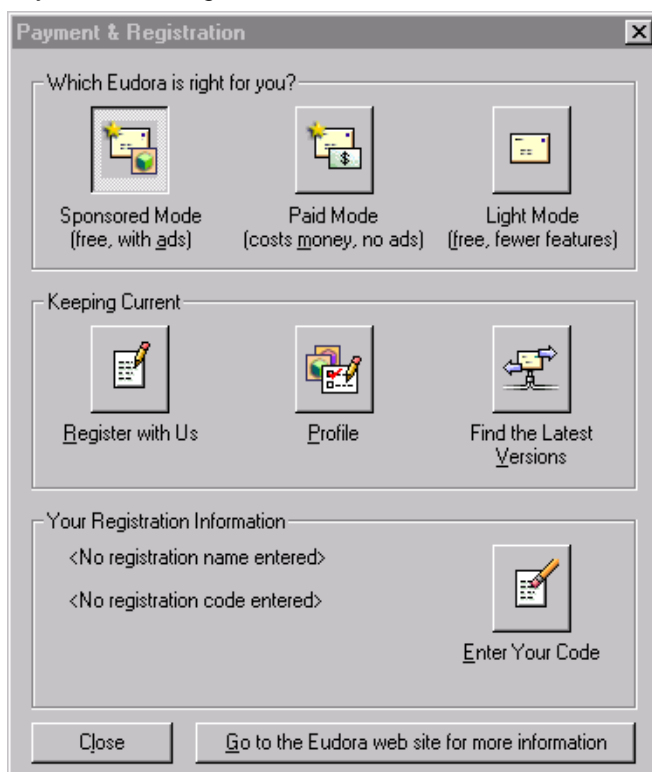 Payment & Registration
Which Eudora is right for you?
Sponsored Mode
(free, with ads)
Paid Mode
(costs money, no ads)
Light Mode
(free, fewer features)
Keeping Current
Register with Us
Profile
Find the Latest
Versions
Your Registration Information
<No registration name entered>
<No registration code entered>
Enter Your Code
Close
Go to the Eudora web site for more information